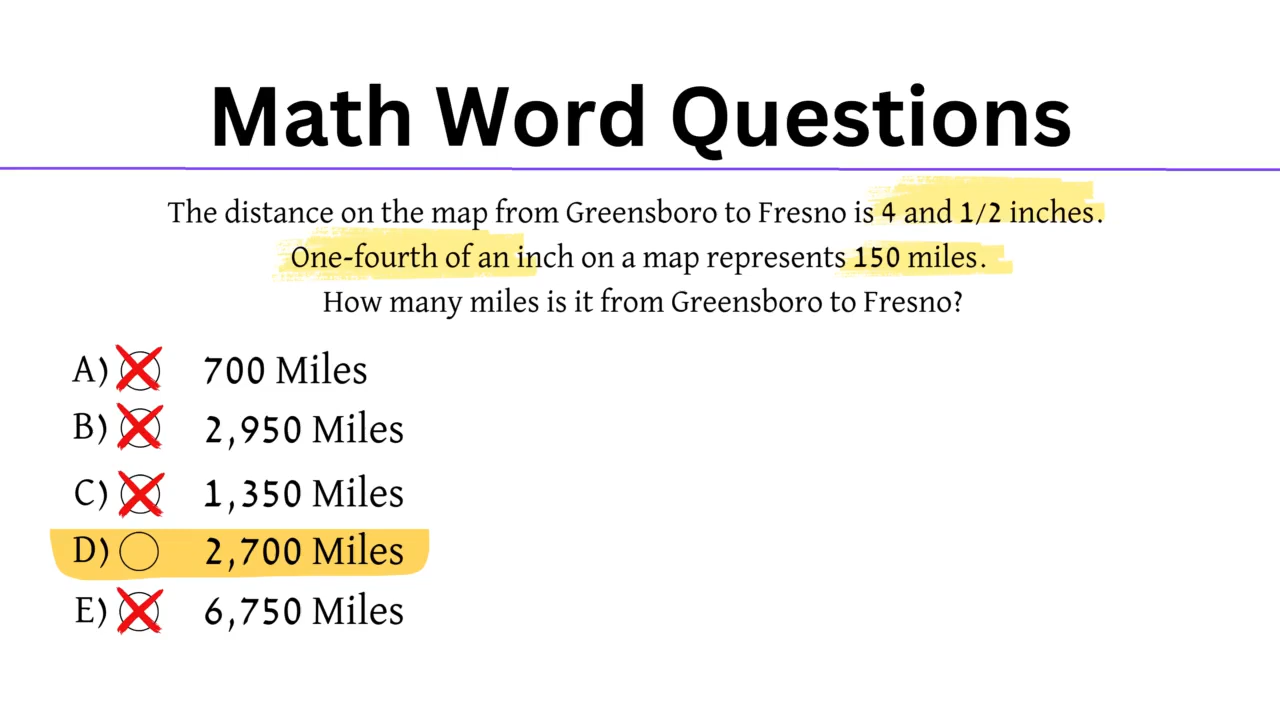 Math Word Questions
The distance on the map from Greensboro to Fresno is 4 and 1/2 inches.
One-fourth of an inch on a map represents 150 miles.
How many miles is it from Greensboro to Fresno?
A) 700 Miles
B) 2,950 Miles
C) 1,350 Miles
D) 2,700 Miles
E) 6,750 Miles